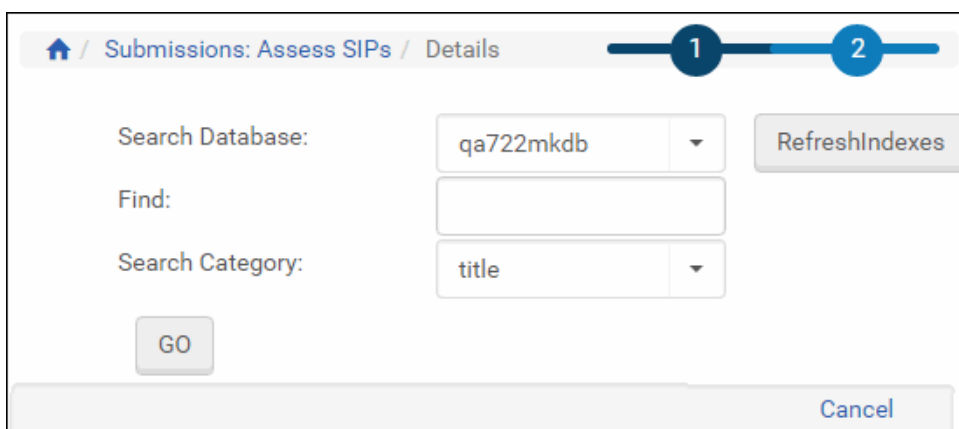 / Submissions: Assess SIPs / Details 1 2
Search Database: qa722mkdb RefreshIndexes
Find:
Search Category: title
GO
Cancel